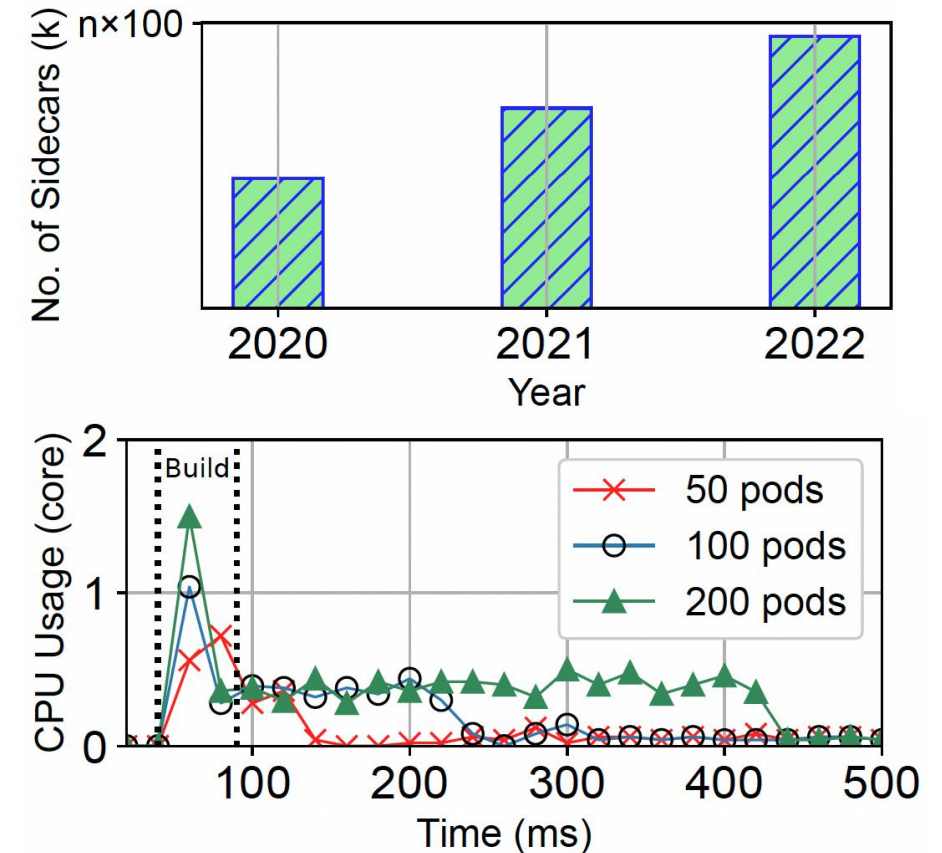 n×100
No. of Sidecars (k)
2020 2021 2022
Year
CPU Usage (core)
2
1
0
Build
50 pods
100 pods
200 pods
100 200 300 400 500
Time (ms)